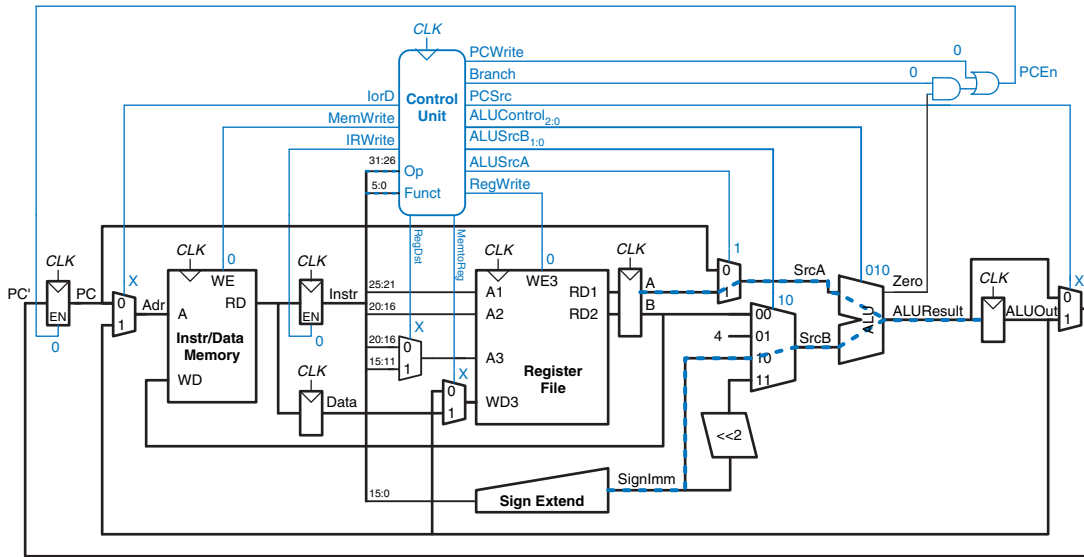 CLK
PCWrite
0
Branch
0
PCEn
IorD
Control
Unit
PCSrc
MemWrite
ALUControl2:0
IRWrite
ALUSrcB1:0
31:26
Op
ALUSrcA
5:0
Funct
RegWrite
RegDst
MemtoReg
CLK
CLK
CLK
CLK
CLK
1
CLK
X
0
0
010
X
10
PC'
PC
EN
0
0
1
Adr
A
WE
RD
Instr/Data
Memory
WD
EN
0
Instr
25:21
20:16
20:16
15:11
X
0
1
A1
A2
A3
WD3
WE3
RD1
RD2
Register
File
X
0
1
A
B
0
1
SrcA
4
00
01
10
11
SrcB
ALU
Zero
ALUResult
CLK
ALUOut
0
1
CLK
Data
<<2
15:0
Sign Extend
SignImm